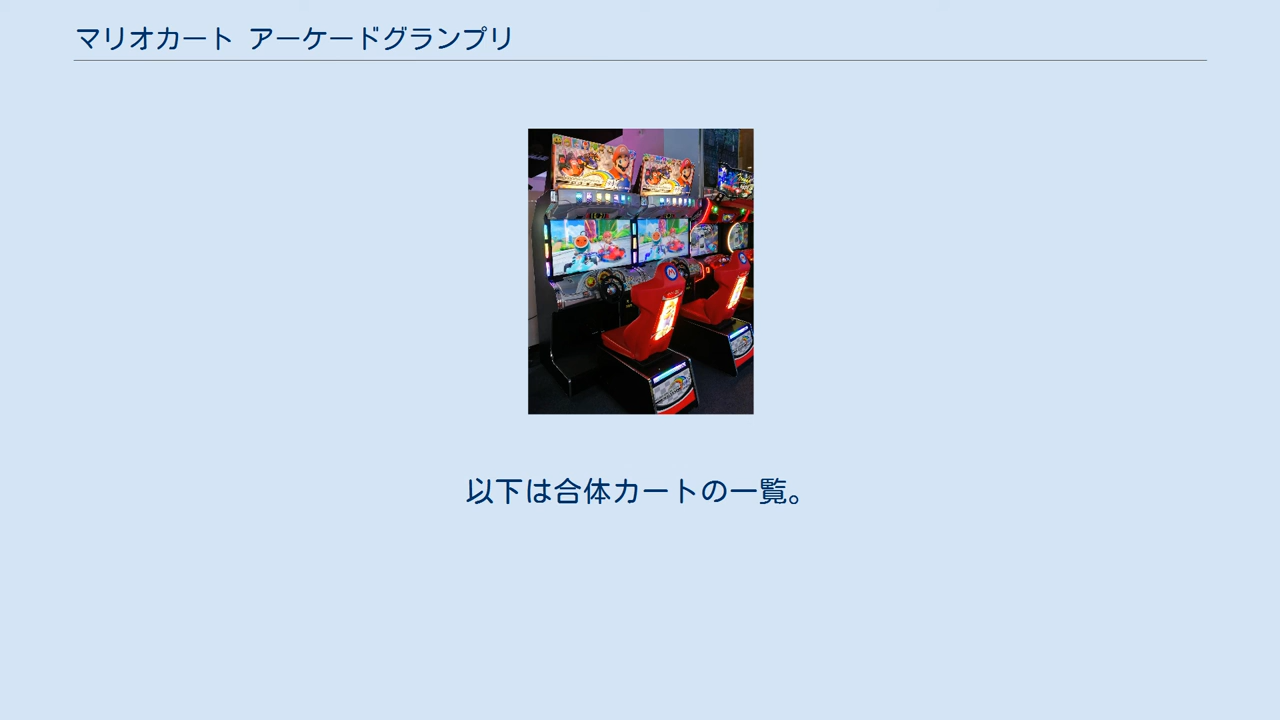 マリオカート アーケードグランプリ
以下は合体カートの一覧。